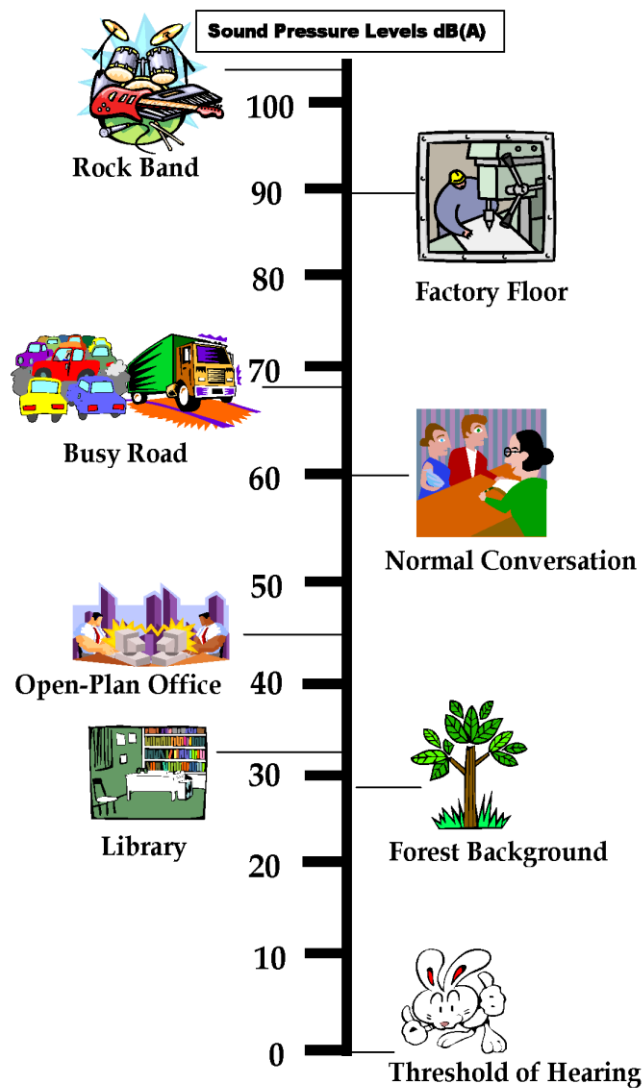 Sound Pressure Levels dB(A)
100
Rock Band
90
80
Factory Floor
70
Busy Road
60
Normal Conversation
50
Open-Plan Office
40
30
Library
Forest Background
20
10
0
Threshold of Hearing